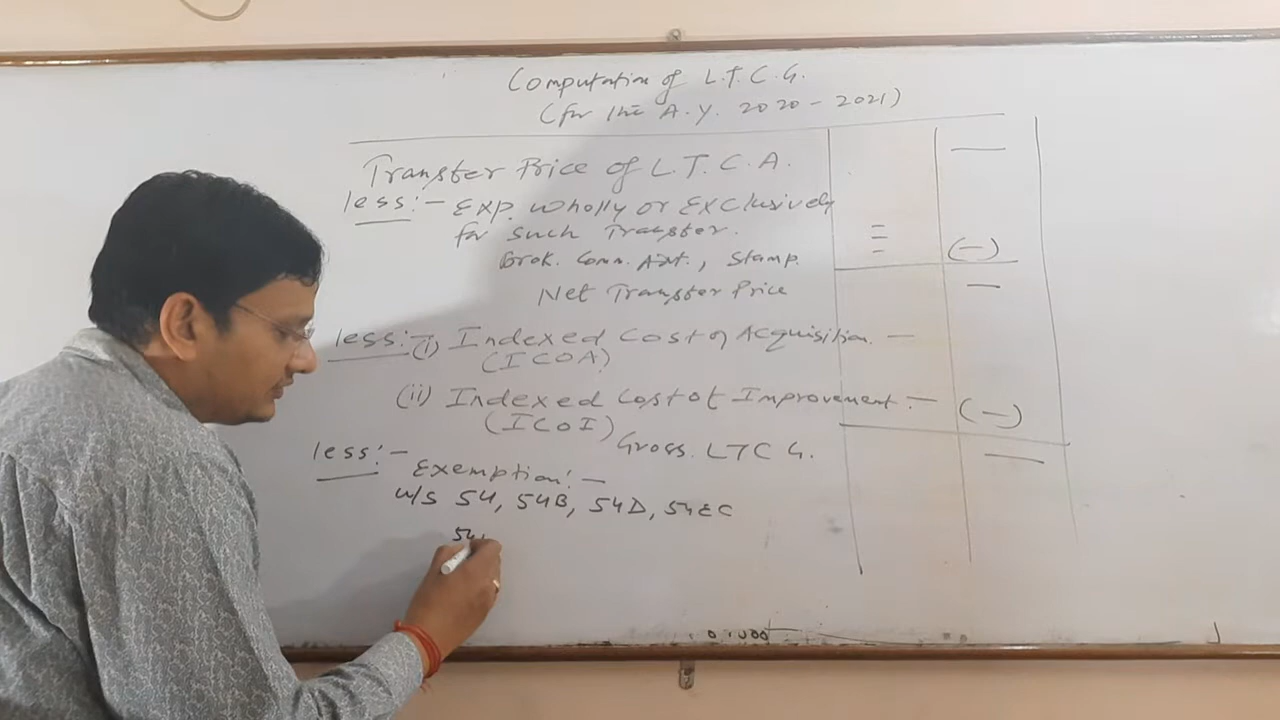 Computation of L.T.C.G.
(for the A.Y. 2020-2021)
Transfer Price of L.T.C.A.
less:- Exp. wholly or Exclusively
for such Transfer.
Brok. Comm. Adt., Stamp.
Net Transfer Price
less:- (i) Indexed Cost of Acquisition. —
(ICOA)
(ii) Indexed Cost of Improvement. — (—)
(ICOI)
Gross. LTCG.
less:-
Exemption:-
u/s 54, 54B, 54D, 54EC
54